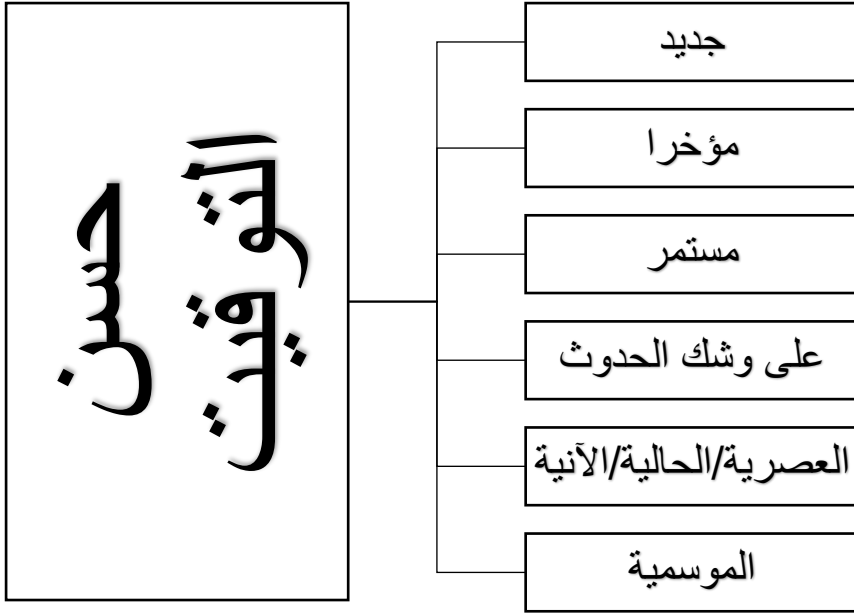 حسن
التوقيت
جديد
مؤخرا
مستمر
على وشك الحدوث
العصرية/الحالية/الآنية
الموسمية